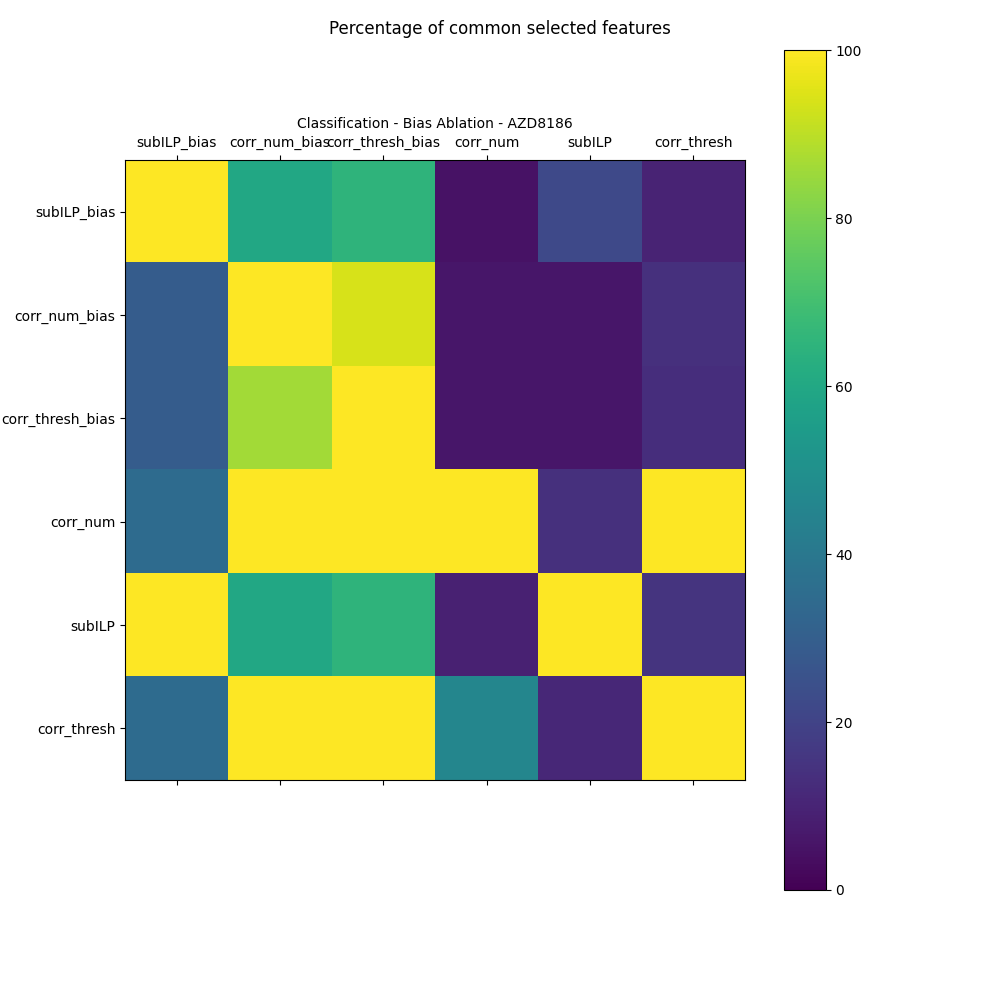 Percentage of common selected features
Classification - Bias Ablation - AZD8186
subILP_bias corr_num_bias corr_thresh_bias corr_num subILP corr_thresh
subILP_bias
corr_num_bias
corr_thresh_bias
corr_num
subILP
corr_thresh
100
80
60
40
20
0